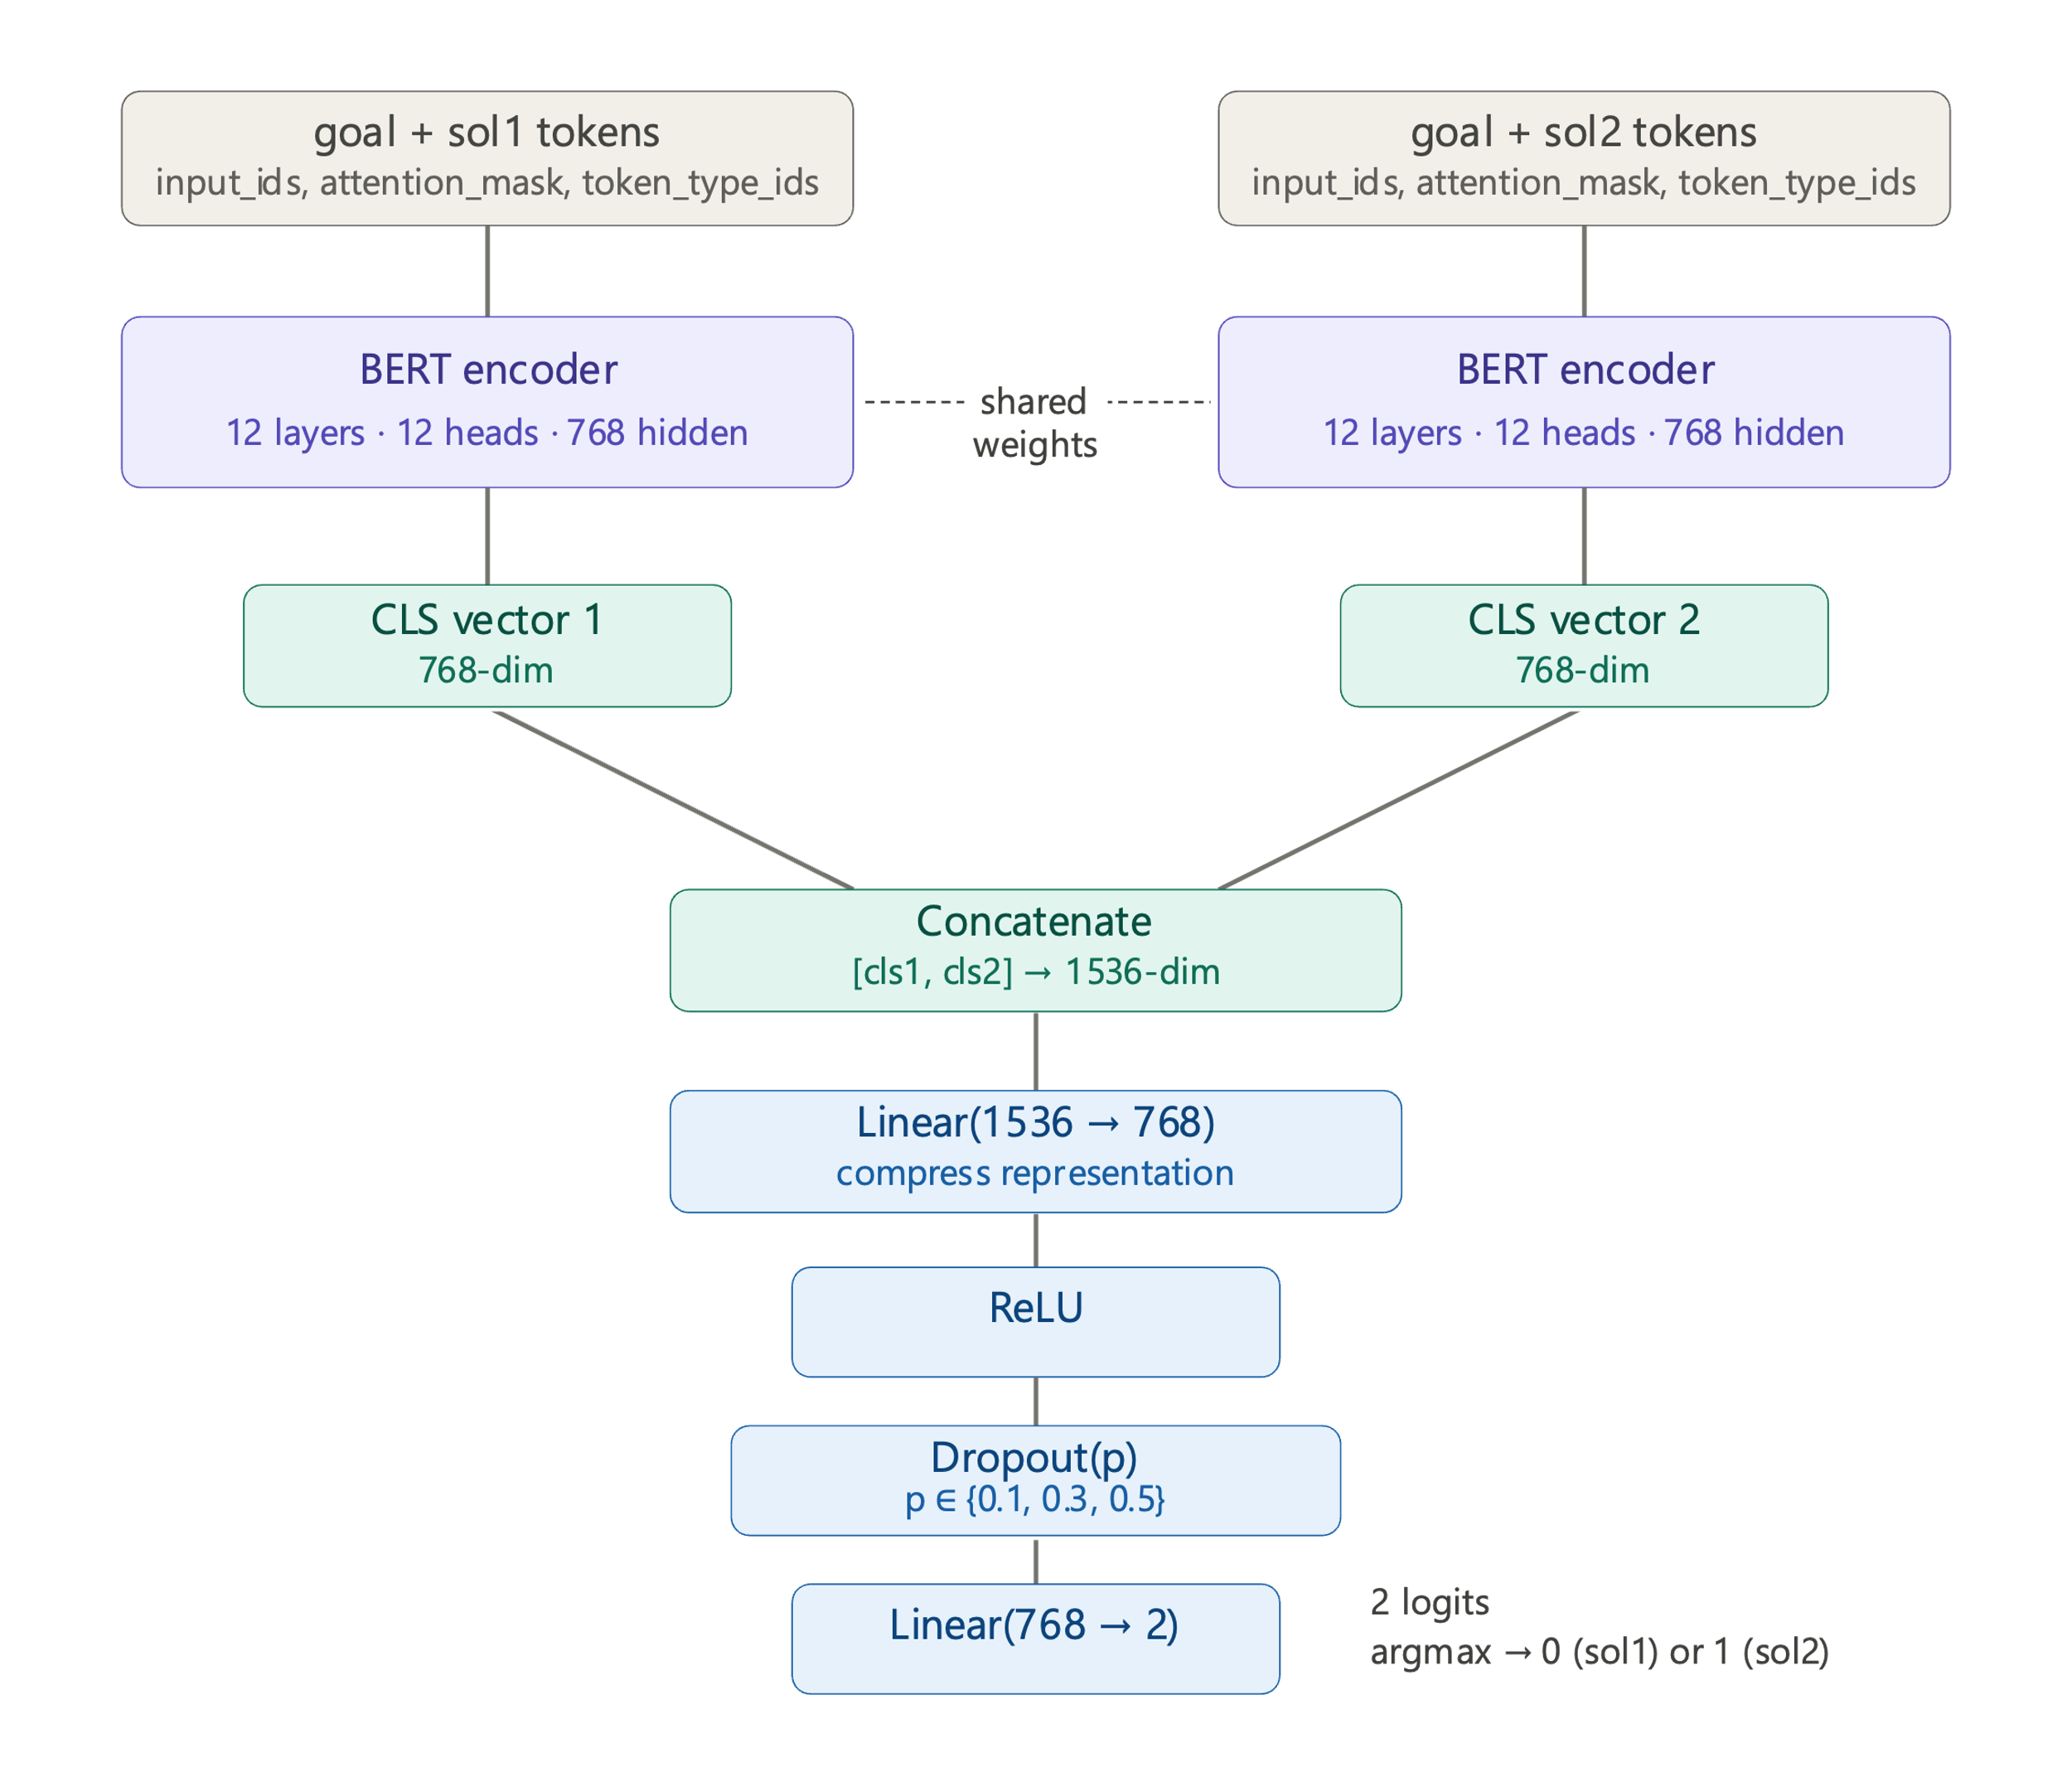 goal + sol1 tokens
input_ids, attention_mask, token_type_ids
goal + sol2 tokens
input_ids, attention_mask, token_type_ids
BERT encoder
12 layers · 12 heads · 768 hidden
shared
weights
BERT encoder
12 layers · 12 heads · 768 hidden
CLS vector 1
768-dim
CLS vector 2
768-dim
Concatenate
[cls1, cls2] → 1536-dim
Linear(1536 → 768)
compress representation
ReLU
Dropout(p)
p ∈ {0.1, 0.3, 0.5}
Linear(768 → 2)
2 logits
argmax → 0 (sol1) or 1 (sol2)